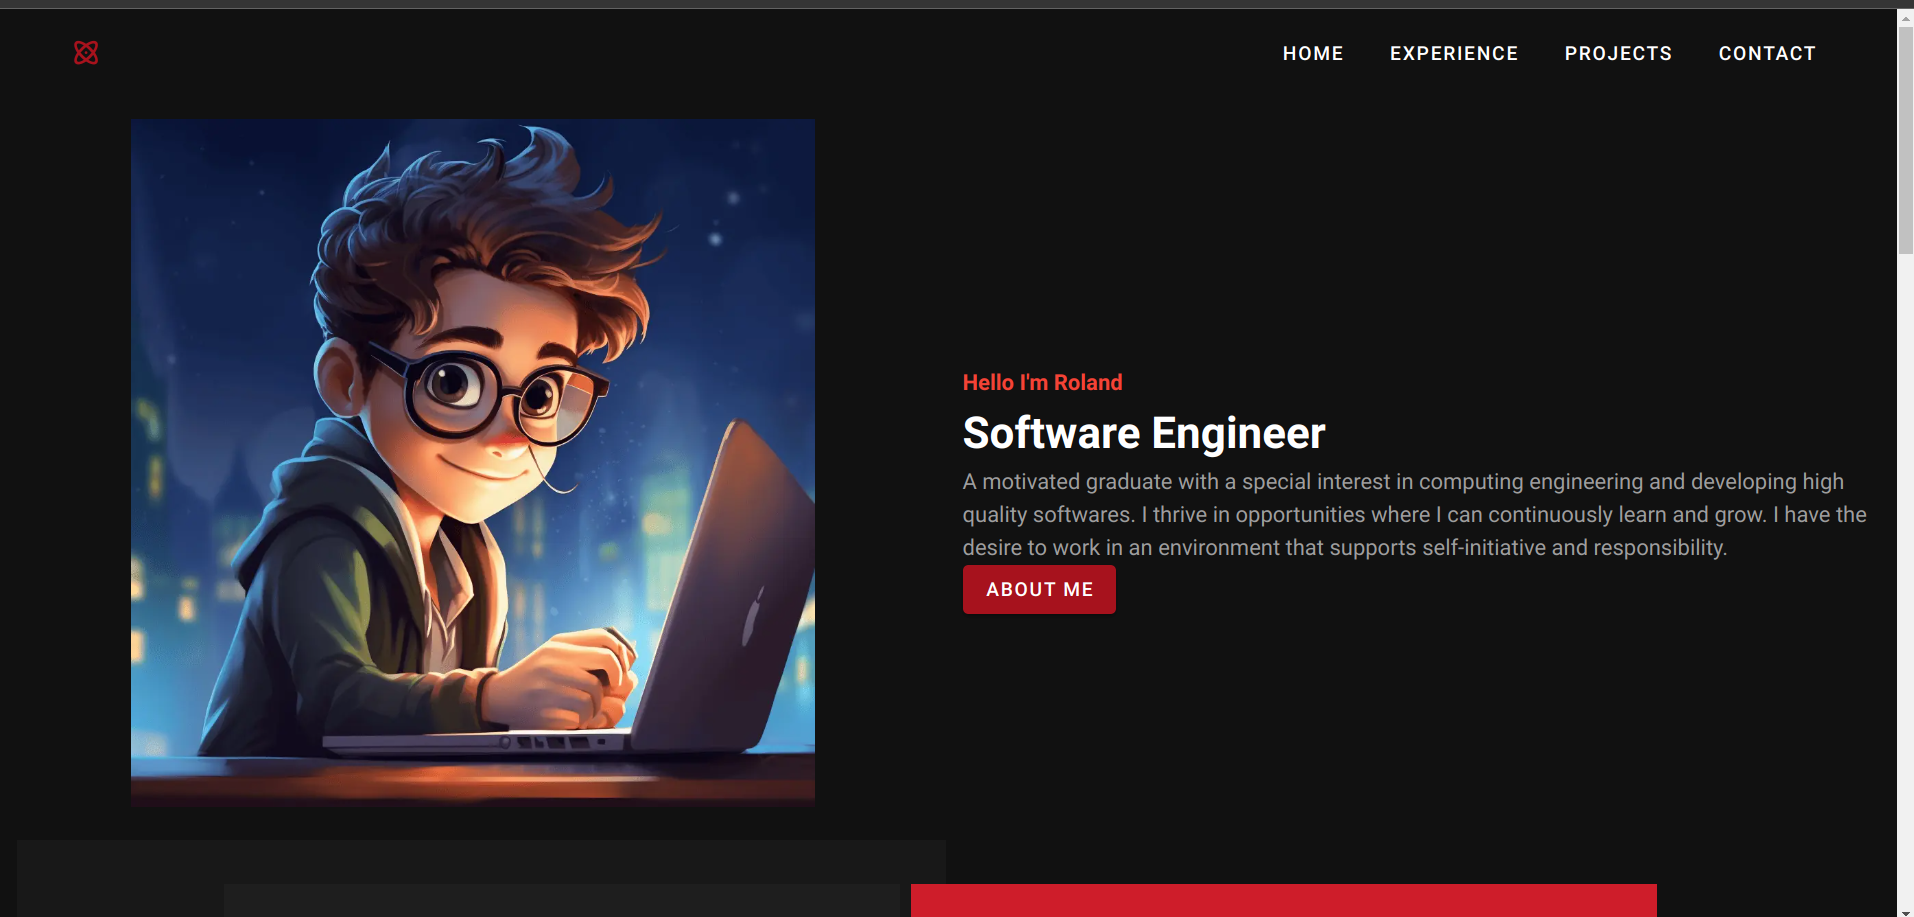 HOME EXPERIENCE PROJECTS CONTACT
Hello I'm Roland
Software Engineer
A motivated graduate with a special interest in computing engineering and developing high
quality softwares. I thrive in opportunities where I can continuously learn and grow. I have the
desire to work in an environment that supports self-initiative and responsibility.
ABOUT ME